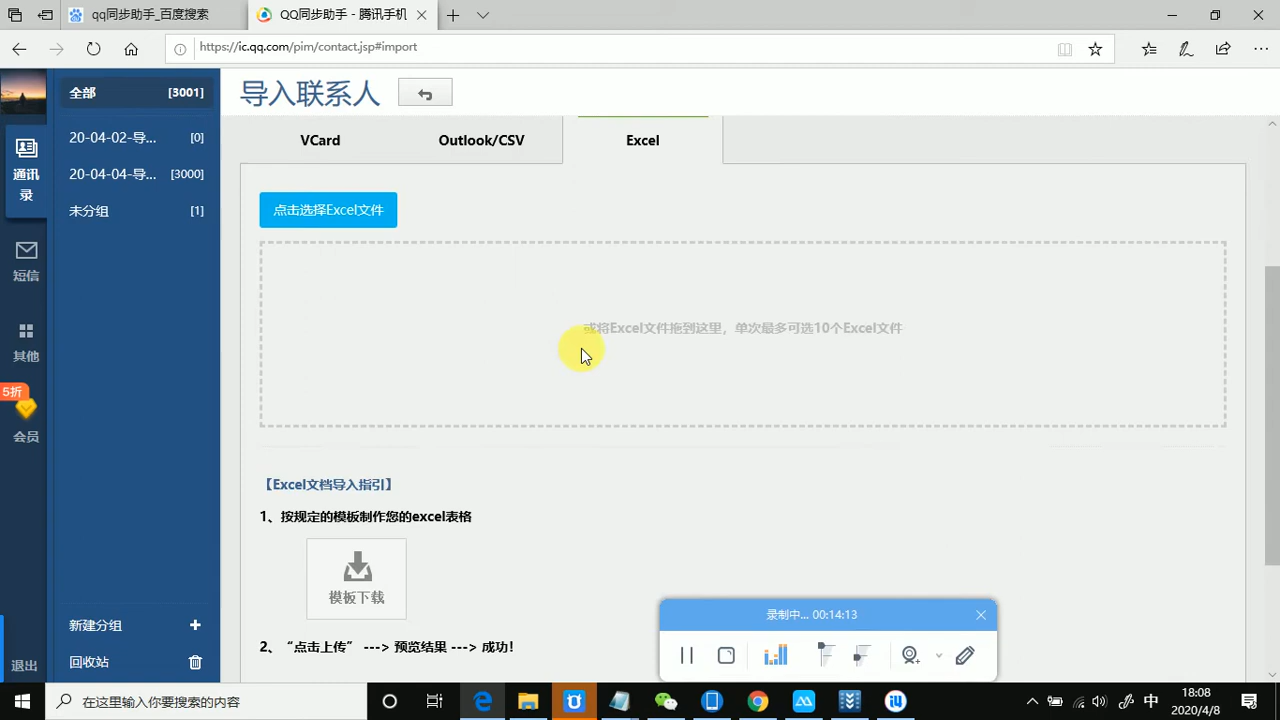 qq同步助手_百度搜索
QQ同步助手 - 腾讯手机
https://ic.qq.com/pim/contact.jsp#import
全部 [3001]
导入联系人
20-04-02-导... [0]
VCard
Outlook/CSV
Excel
通讯录
20-04-04-导... [3000]
未分组 [1]
点击选择Excel文件
短信
或将Excel文件拖到这里，单次最多可选10个Excel文件
其他
5折
会员
【Excel文档导入指引】
1、按规定的模板制作您的excel表格
模板下载
录制中... 00:14:13
新建分组 +
2、“点击上传” ---> 预览结果 ---> 成功！
退出
回收站
在这里输入你要搜索的内容
中
18:08
2020/4/8